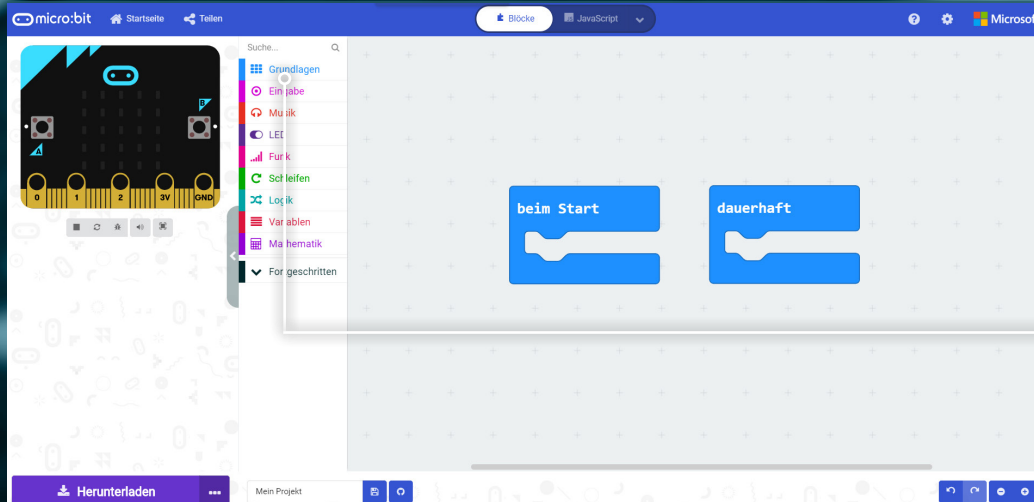 micro:bit
Startseite
Teilen
Blöcke
JavaScript
Microsof
Suche...
Grundlagen
Eingabe
Musik
LED
Funk
Schleifen
Logik
Variablen
Mathematik
Fortgeschritten
A
B
0
1
2
3V
GND
beim Start
dauerhaft
Herunterladen
Mein Projekt